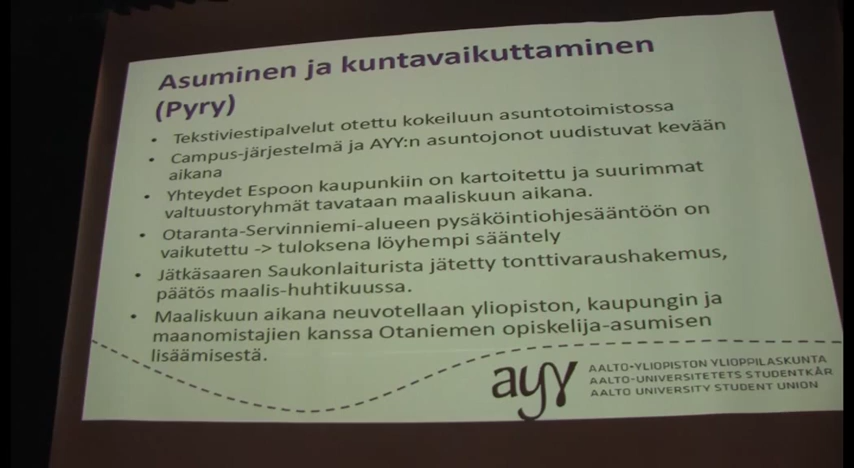 Asuminen ja kuntavaikuttaminen
(Pyry)
• Tekstiviestipalvelut otettu kokeiluun asuntotoimistossa
• Campus-järjestelmä ja AYY:n asuntojonot uudistuvat kevään
aikana
• Yhteydet Espoon kaupunkiin on kartoitettu ja suurimmat
valtuustoryhmät tavataan maaliskuun aikana.
• Otaranta-Servinniemi-alueen pysäköintiohjesääntöön on
vaikutettu -> tuloksena löyhempi sääntely
• Jätkäsaaren Saukonlaiturista jätetty tonttivaraushakemus,
päätös maalis-huhtikuussa.
• Maaliskuun aikana neuvotellaan yliopiston, kaupungin ja
maanomistajien kanssa Otaniemen opiskelija-asumisen
lisäämisestä.
ayy
AALTO-YLIOPISTON YLIOPPILASKUNTA
AALTO-UNIVERSITETETS STUDENTKÅR
AALTO UNIVERSITY STUDENT UNION